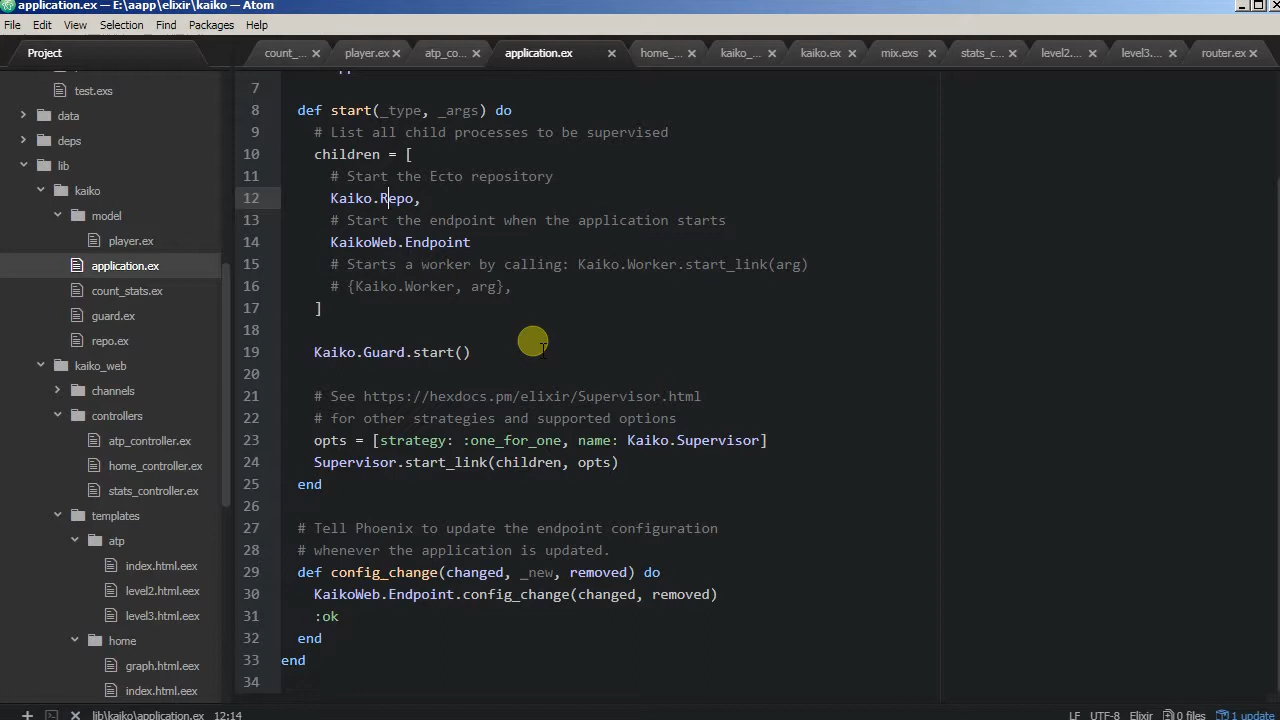 application.ex — E:\aapp\elixir\kaiko — Atom
File Edit View Selection Find Packages Help
Project
count_... player.ex atp_co... application.ex home_... kaiko_... kaiko.ex mix.exs stats_c... level2.... level3.... router.ex
test.exs
data
deps
lib
kaiko
model
player.ex
application.ex
count_stats.ex
guard.ex
repo.ex
kaiko_web
channels
controllers
atp_controller.ex
home_controller.ex
stats_controller.ex
templates
atp
index.html.eex
level2.html.eex
level3.html.eex
home
graph.html.eex
index.html.eex
7
8 def start(_type, _args) do
9 # List all child processes to be supervised
10 children = [
11 # Start the Ecto repository
12 Kaiko.Repo,
13 # Start the endpoint when the application starts
14 KaikoWeb.Endpoint
15 # Starts a worker by calling: Kaiko.Worker.start_link(arg)
16 # {Kaiko.Worker, arg},
17 ]
18
19 Kaiko.Guard.start()
20
21 # See https://hexdocs.pm/elixir/Supervisor.html
22 # for other strategies and supported options
23 opts = [strategy: :one_for_one, name: Kaiko.Supervisor]
24 Supervisor.start_link(children, opts)
25 end
26
27 # Tell Phoenix to update the endpoint configuration
28 # whenever the application is updated.
29 def config_change(changed, _new, removed) do
30 KaikoWeb.Endpoint.config_change(changed, removed)
31 :ok
32 end
33 end
34
lib\kaiko\application.ex 12:14 LF UTF-8 Elixir 0 files 1 update